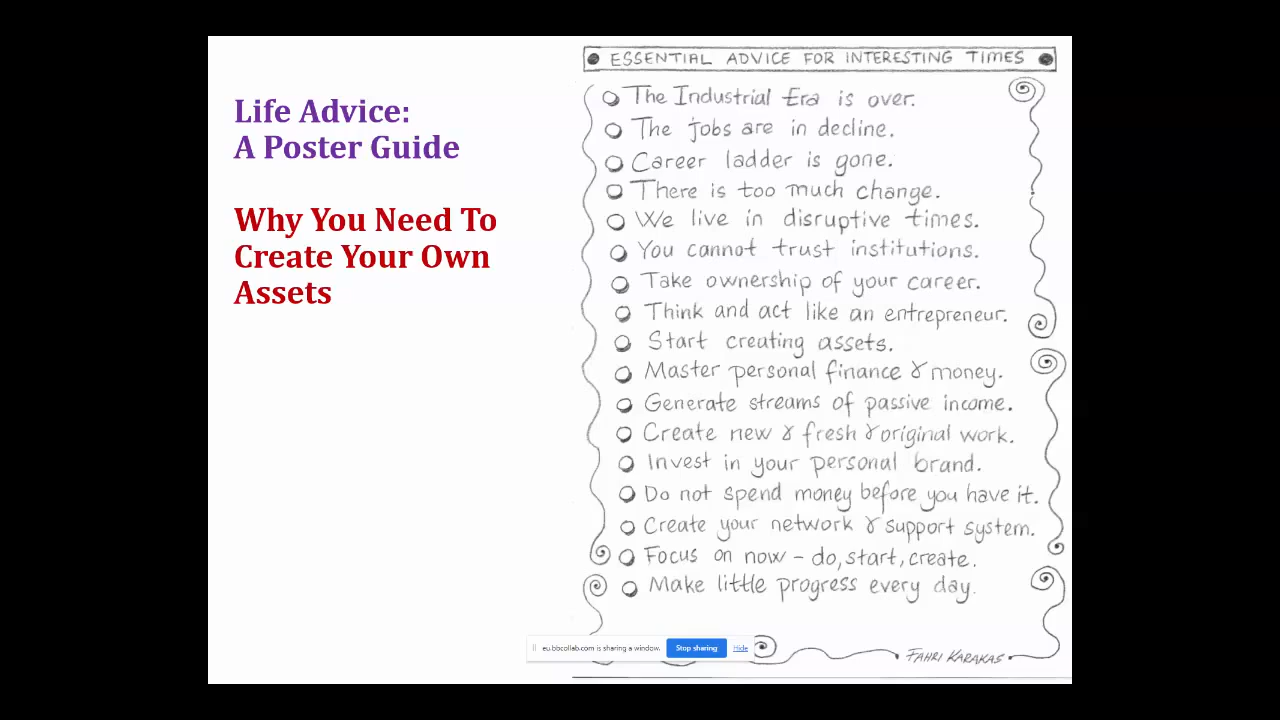 Life Advice:
A Poster Guide
Why You Need To
Create Your Own
Assets
ESSENTIAL ADVICE FOR INTERESTING TIMES
The Industrial Era is over.
The jobs are in decline.
Career ladder is gone.
There is too much change.
We live in disruptive times.
You cannot trust institutions.
Take ownership of your career.
Think and act like an entrepreneur.
Start creating assets.
Master personal finance & money.
Generate streams of passive income.
Create new & fresh & original work.
Invest in your personal brand.
Do not spend money before you have it.
Create your network & support system.
Focus on now - do, start, create.
Make little progress every day.
FAHRI KARAKAS
eu.bbcollab.com is sharing a window. Stop sharing Hide